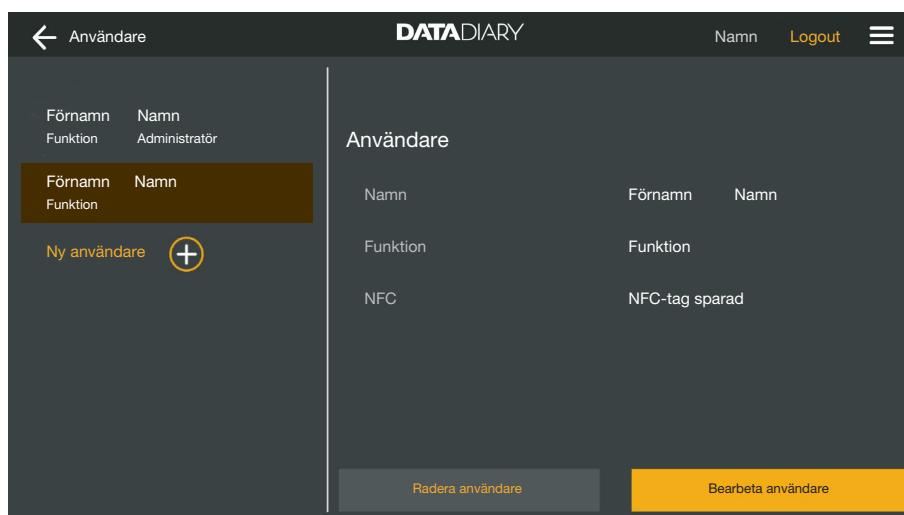 Användare
DATADIARY
Namn Logout
Förnamn Namn
Funktion Administratör
Förnamn Namn
Funktion
Ny användare
Användare
Namn Förnamn Namn
Funktion Funktion
NFC NFC-tag sparad
Radera användare Bearbeta användare